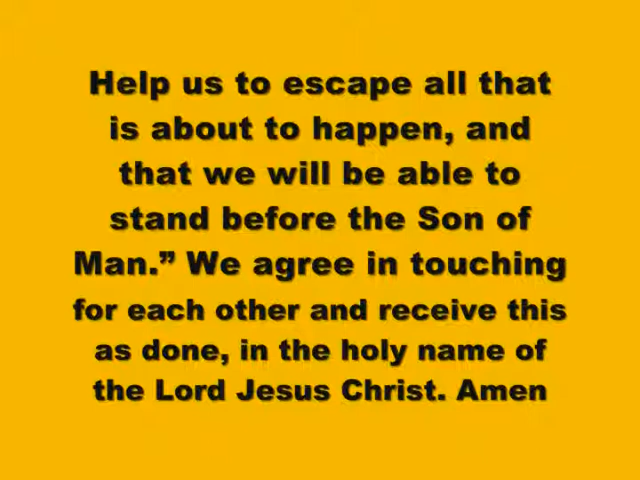 Help us to escape all that
is about to happen, and
that we will be able to
stand before the Son of
Man.” We agree in touching
for each other and receive this
as done, in the holy name of
the Lord Jesus Christ. Amen